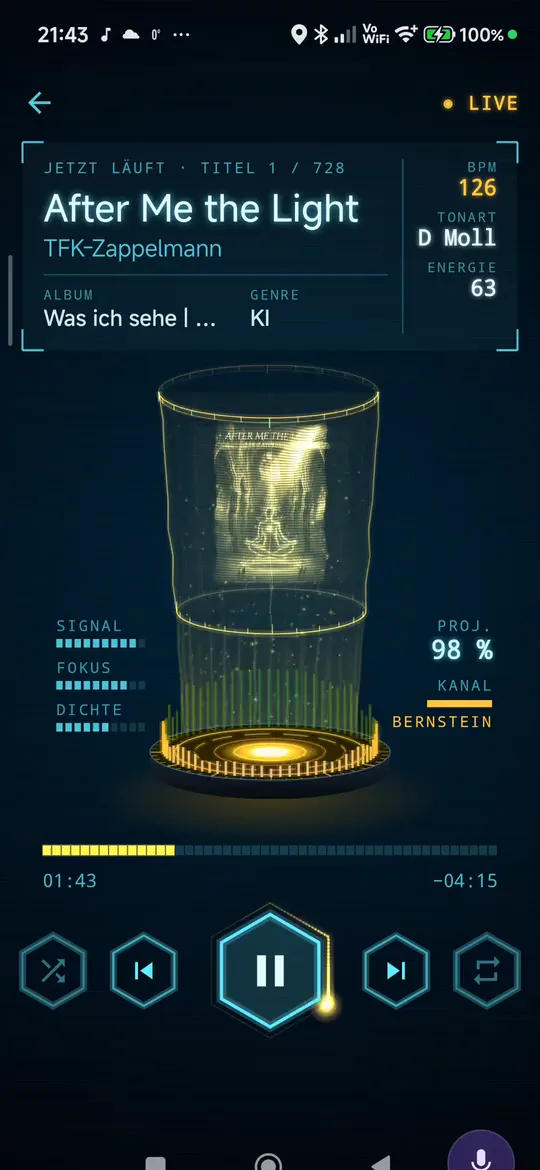 21:43 0° ... Vo WiFi 100%
LIVE
JETZT LÄUFT · TITEL 1 / 728
After Me the Light
TFK-Zappelmann
ALBUM
Was ich sehe | ...
GENRE
KI
BPM
126
TONART
D Moll
ENERGIE
63
AFTER ME THE
SIGNAL
FOKUS
DICHTE
PROJ.
98 %
KANAL
BERNSTEIN
01:43
−04:15